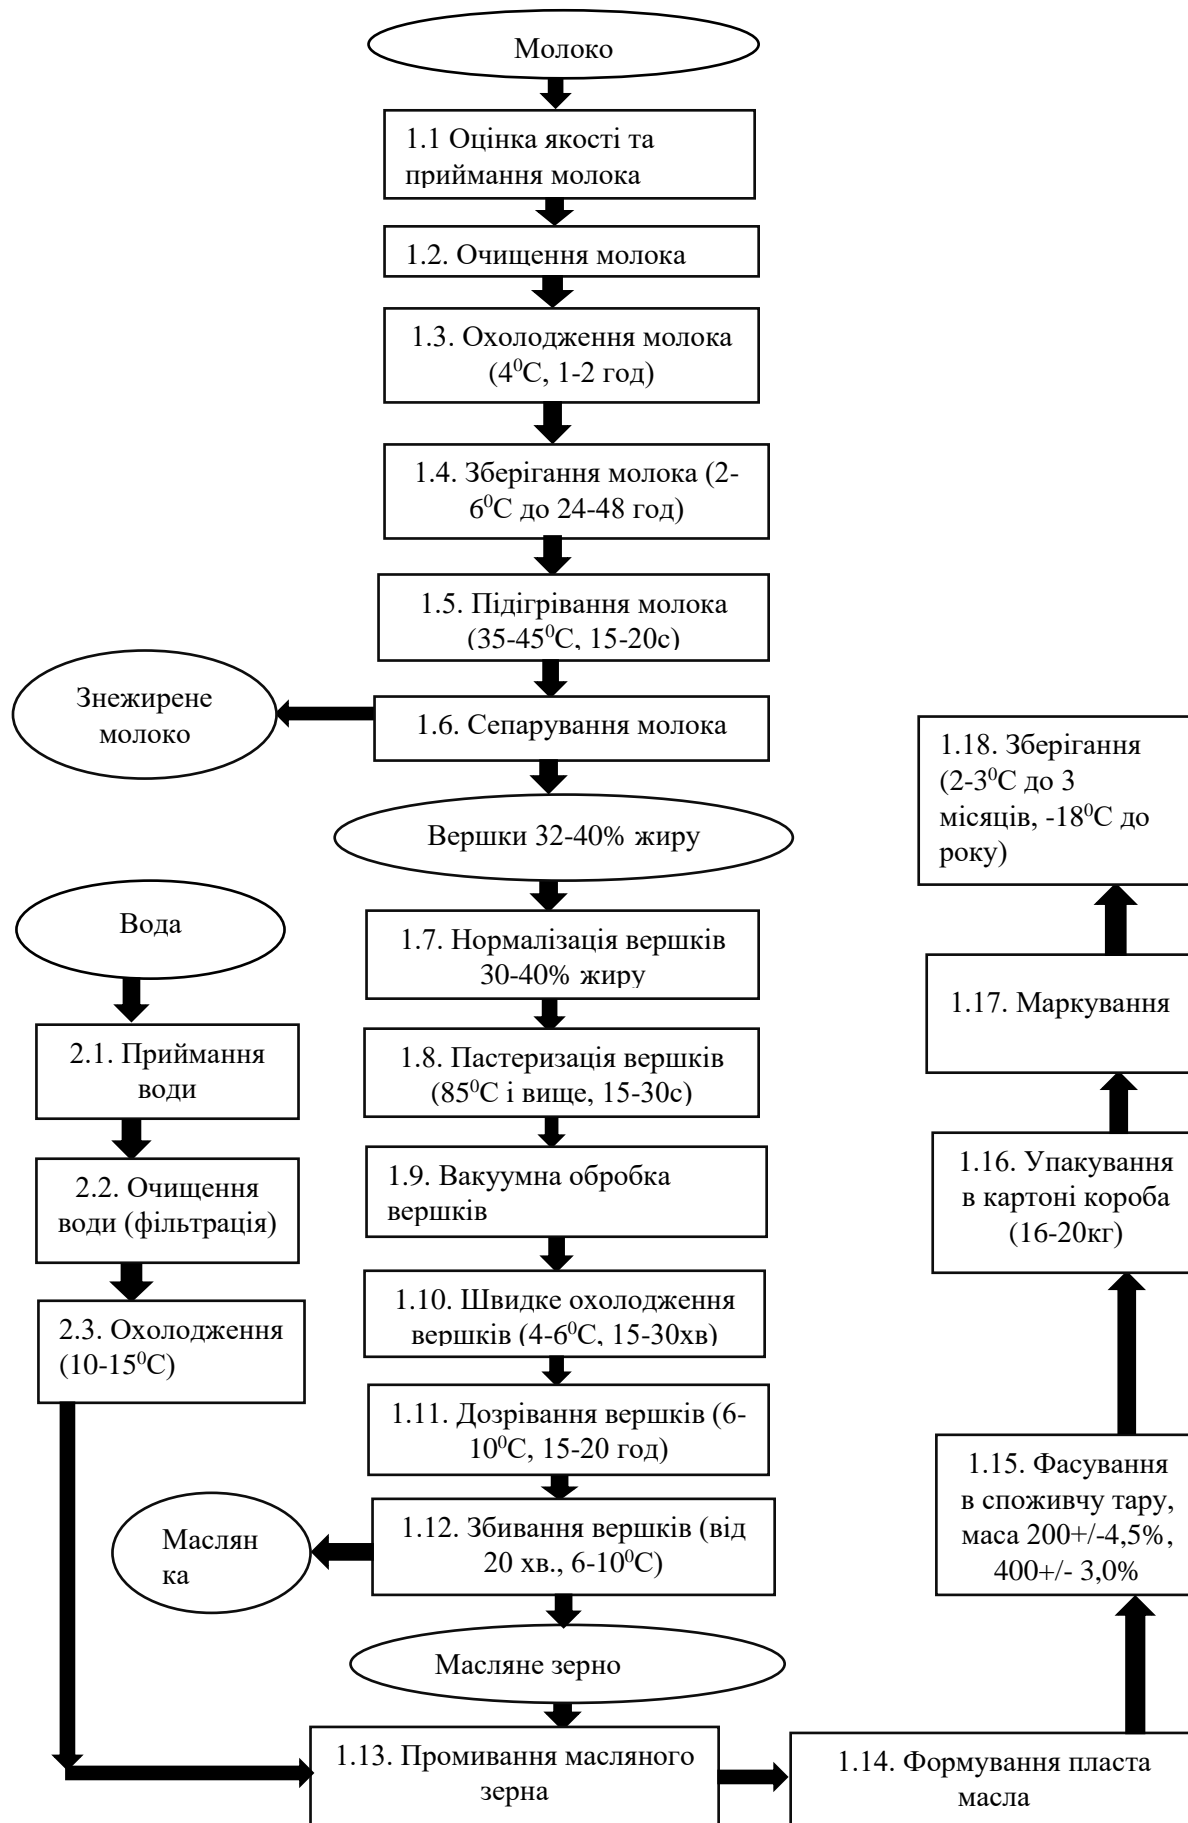 Молоко
1.1 Оцінка якості та
приймання молока
1.2. Очищення молока
1.3. Охолодження молока
(4⁰С, 1-2 год)
1.4. Зберігання молока (2-
6⁰С до 24-48 год)
1.5. Підігрівання молока
(35-45⁰С, 15-20с)
Знежирене
молоко
1.6. Сепарування молока
Вершки 32-40% жиру
1.7. Нормалізація вершків
30-40% жиру
1.8. Пастеризація вершків
(85⁰С і вище, 15-30с)
1.9. Вакуумна обробка
вершків
1.10. Швидке охолодження
вершків (4-6⁰С, 15-30хв)
1.11. Дозрівання вершків (6-
10⁰С, 15-20 год)
Маслян
ка
1.12. Збивання вершків (від
20 хв., 6-10⁰С)
Масляне зерно
Вода
2.1. Приймання
води
2.2. Очищення
води (фільтрація)
2.3. Охолодження
(10-15⁰С)
1.13. Промивання масляного
зерна
1.14. Формування пласта
масла
1.15. Фасування
в споживчу тару,
маса 200+/-4,5%,
400+/- 3,0%
1.16. Упакування
в картоні короба
(16-20кг)
1.17. Маркування
1.18. Зберігання
(2-3⁰С до 3
місяців, -18⁰С до
року)